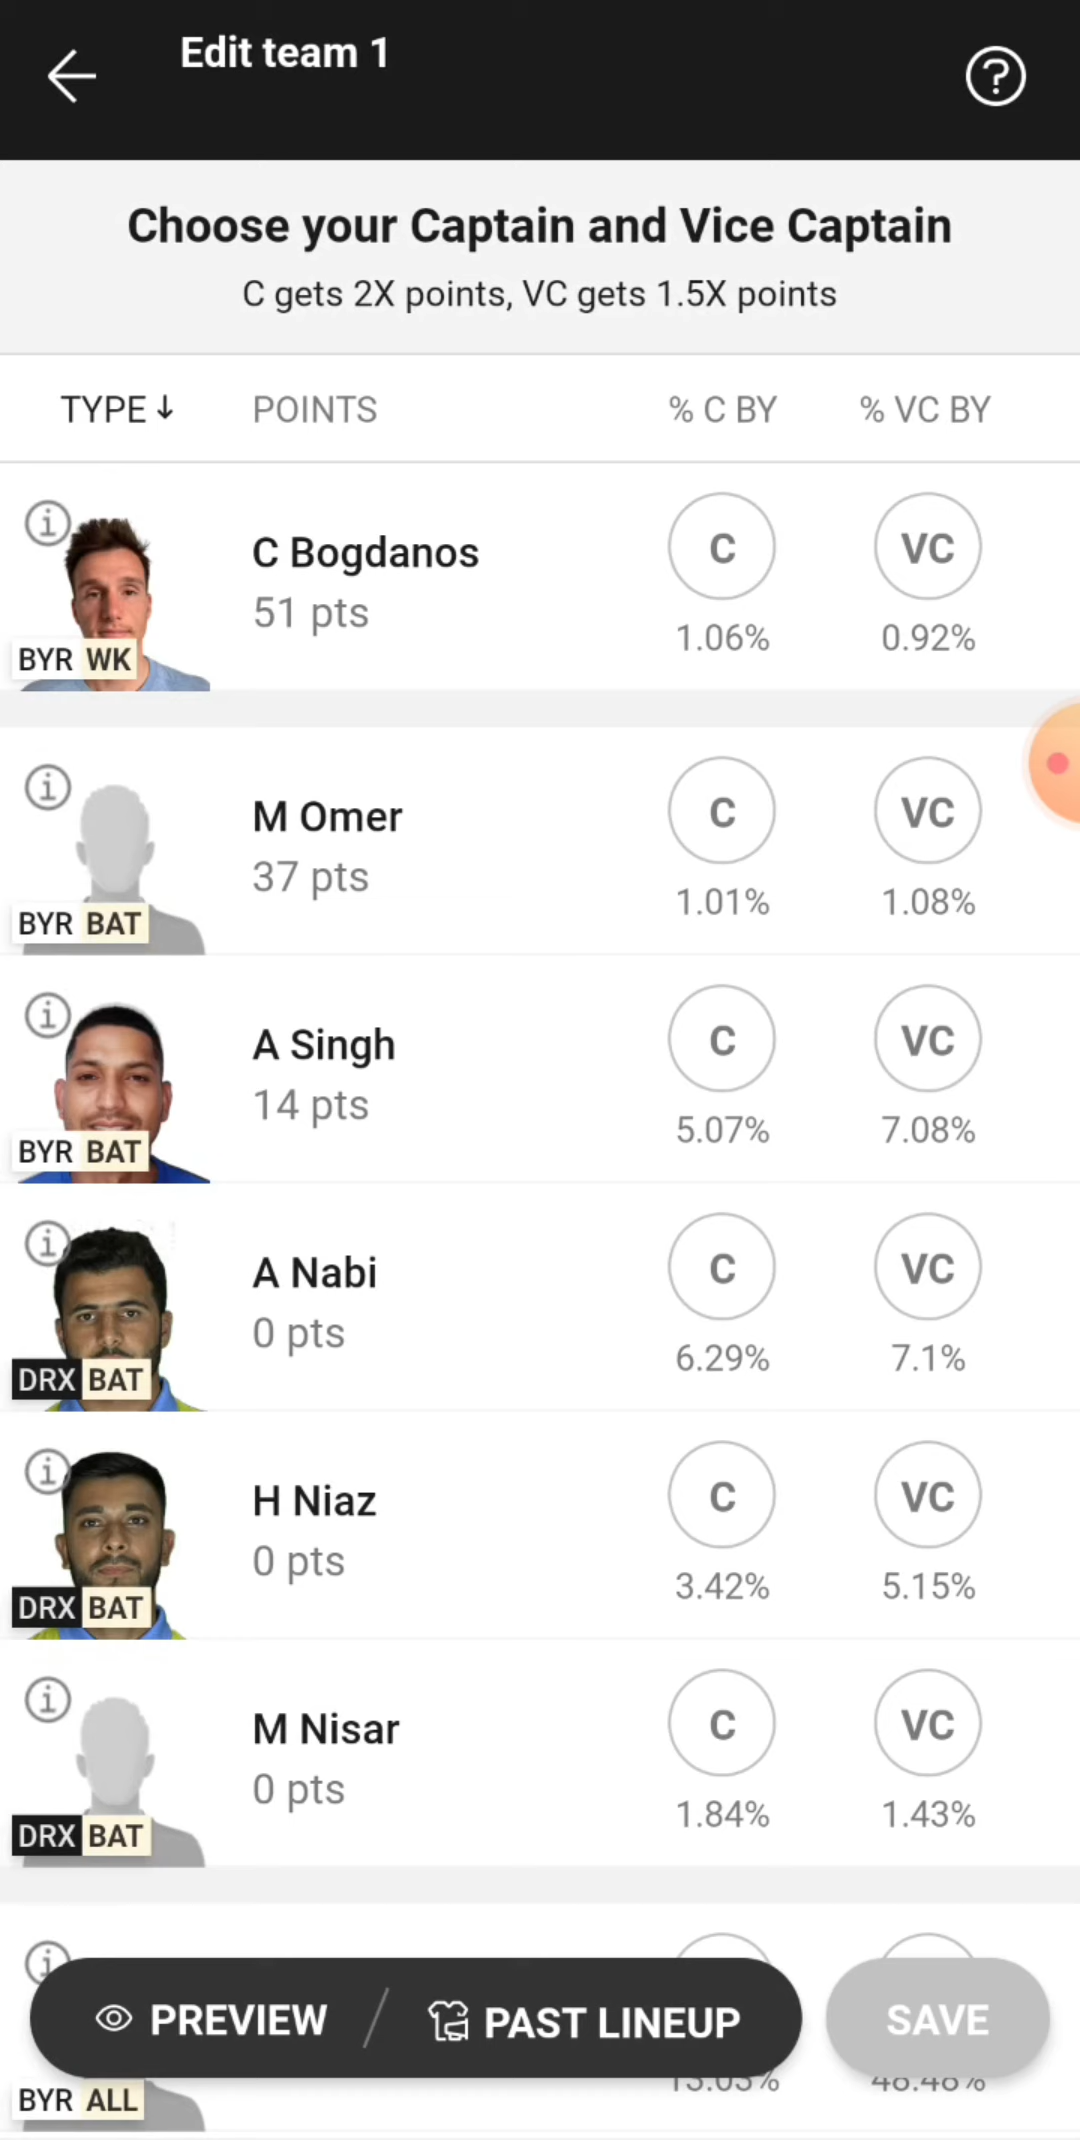 Edit team 1
Choose your Captain and Vice Captain
C gets 2X points, VC gets 1.5X points
TYPE↓ POINTS % C BY % VC BY
C Bogdanos C VC
51 pts 1.06% 0.92%
BYR WK
M Omer C VC
37 pts 1.01% 1.08%
BYR BAT
A Singh C VC
14 pts 5.07% 7.08%
BYR BAT
A Nabi C VC
0 pts 6.29% 7.1%
DRX BAT
H Niaz C VC
0 pts 3.42% 5.15%
DRX BAT
M Nisar C VC
0 pts 1.84% 1.43%
DRX BAT
PREVIEW / PAST LINEUP SAVE
BYR ALL